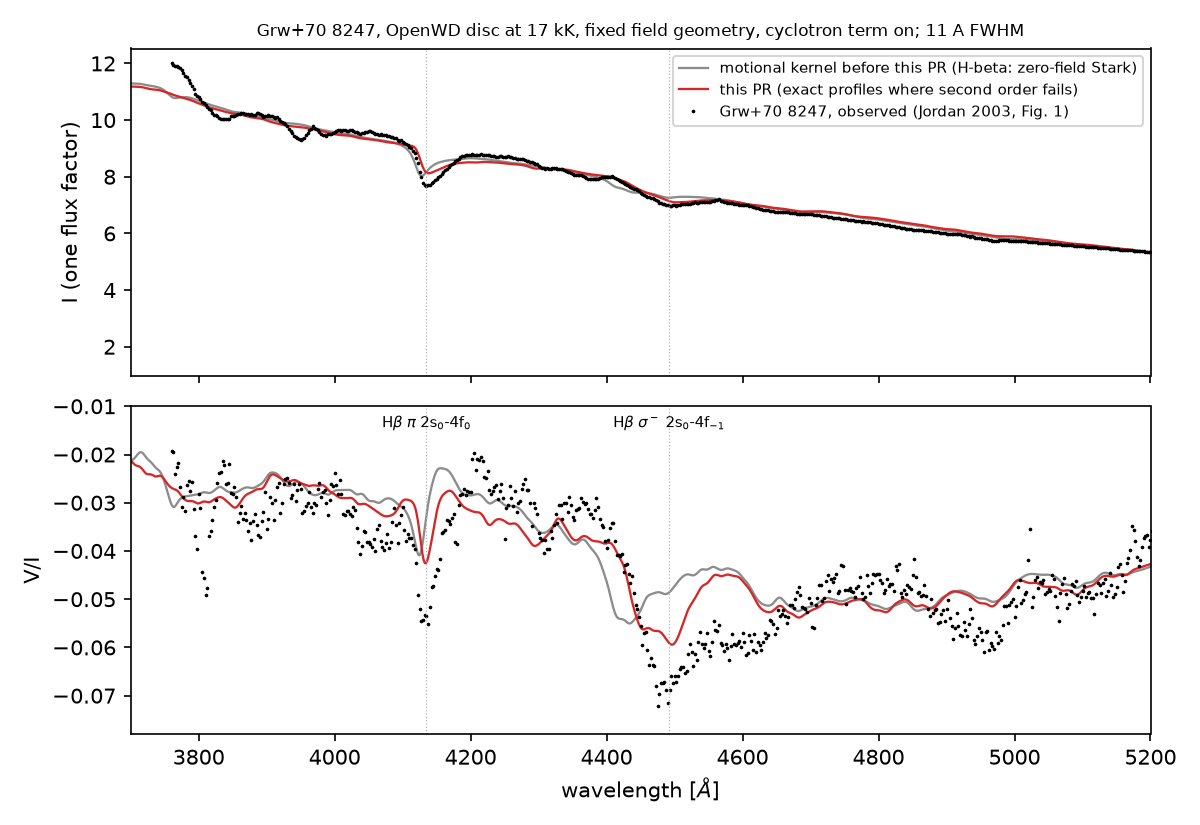 Grw+70 8247, OpenWD disc at 17 kK, fixed field geometry, cyclotron term on; 11 A FWHM
motional kernel before this PR (H-beta: zero-field Stark)
this PR (exact profiles where second order fails)
Grw+70 8247, observed (Jordan 2003, Fig. 1)
I (one flux factor)
12
10
8
6
4
2
Hβ π 2s₀-4f₀
Hβ σ⁻ 2s₀-4f₋₁
V/I
−0.01
−0.02
−0.03
−0.04
−0.05
−0.06
−0.07
3800 4000 4200 4400 4600 4800 5000 5200
wavelength [Å]